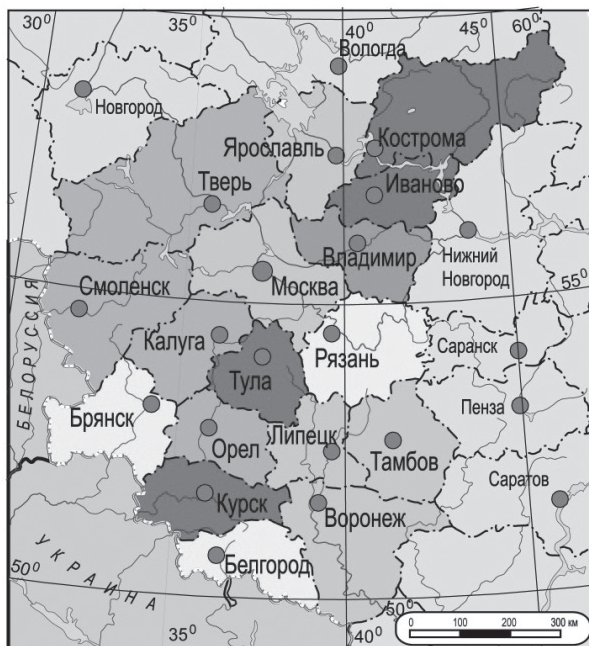 30⁰
35⁰
40⁰
45⁰
60⁰
Вологда
Новгород
Ярославль
Кострома
Тверь
Иваново
Владимир
Нижний
Новгород
Смоленск
Москва
55⁰
БЕЛОРУССИЯ
Калуга
Рязань
Саранск
Тула
Брянск
Пенза
Орел
Липецк
Тамбов
Саратов
Курск
Воронеж
УКРАИНА
Белгород
50⁰
50⁰
35⁰
40⁰
0 100 200 300 км